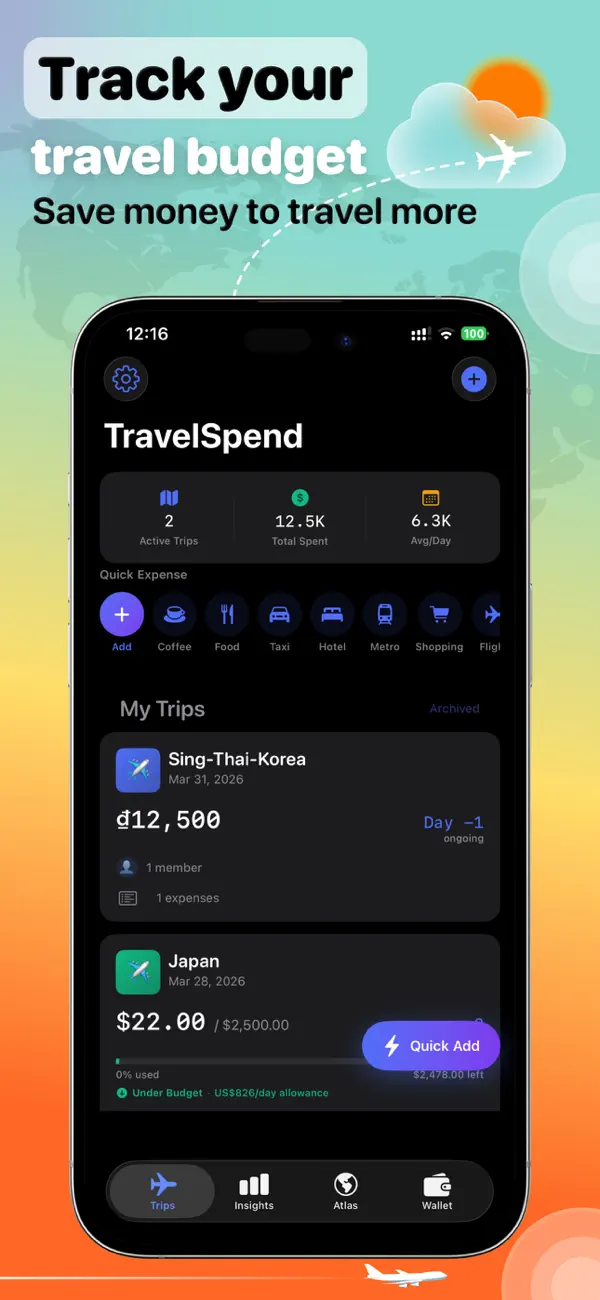 Track your
travel budget
Save money to travel more
12:16
100
TravelSpend
2
12.5K
6.3K
Active Trips
Total Spent
Avg/Day
Quick Expense
Add
Coffee
Food
Taxi
Hotel
Metro
Shopping
Fligh
My Trips
Archived
Sing-Thai-Korea
Mar 31, 2026
₫12,500
Day −1
ongoing
1 member
1 expenses
Japan
Mar 28, 2026
$22.00 / $2,500.00
Quick Add
0% used
$2,478.00 left
Under Budget · US$826/day allowance
Trips
Insights
Atlas
Wallet